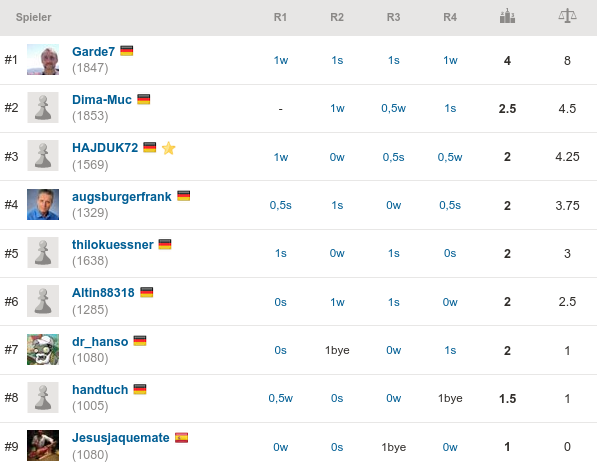 Spieler R1 R2 R3 R4
#1 Garde7 1w 1s 1s 1w 4 8
(1847)
#2 Dima-Muc - 1w 0,5w 1s 2.5 4.5
(1853)
#3 HAJDUK72 1w 0w 0,5s 0,5w 2 4.25
(1569)
#4 augsburgerfrank 0,5s 1s 0w 0,5s 2 3.75
(1329)
#5 thilokuessner 1s 0w 1s 0s 2 3
(1638)
#6 Altin88318 0s 1w 1s 0w 2 2.5
(1285)
#7 dr_hanso 0s 1bye 0w 1s 2 1
(1080)
#8 handtuch 0,5w 0s 0w 1bye 1.5 1
(1005)
#9 Jesusjaquemate 0w 0s 1bye 0w 1 0
(1080)